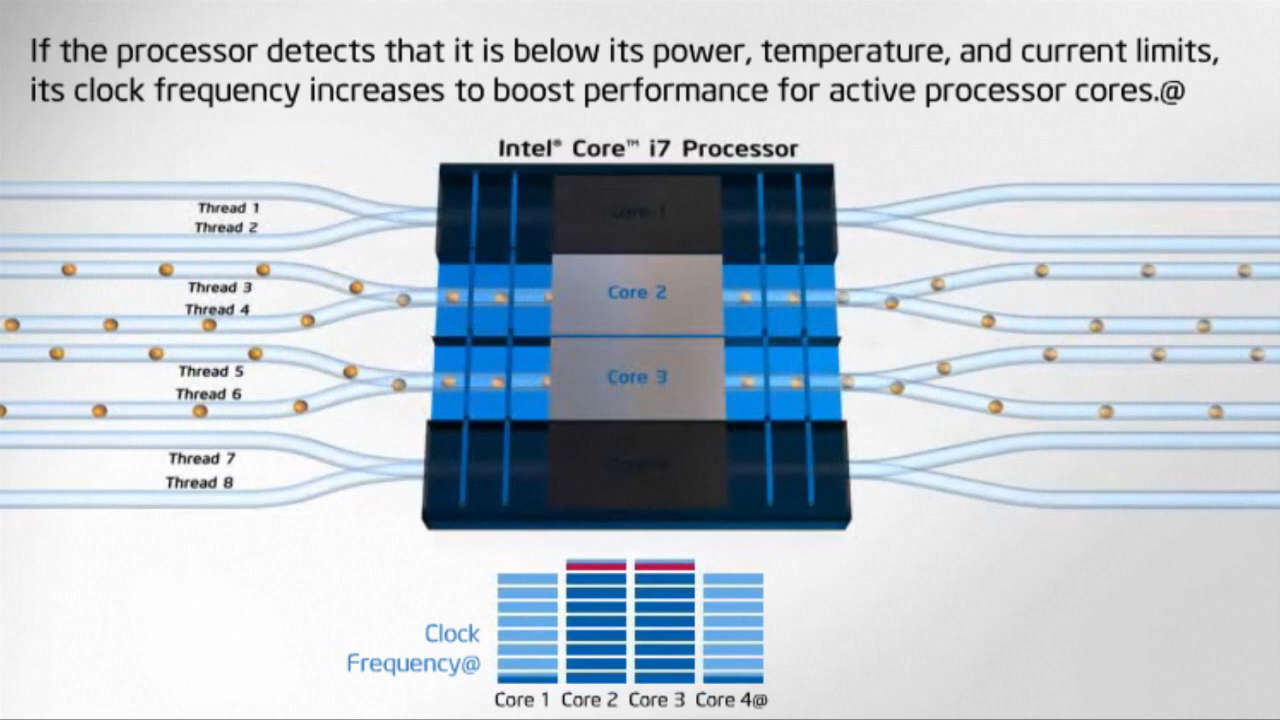 If the processor detects that it is below its power, temperature, and current limits,
its clock frequency increases to boost performance for active processor cores.@
Intel® Core™ i7 Processor
Thread 1
Thread 2
Core 1
Thread 3
Thread 4
Core 2
Thread 5
Thread 6
Core 3
Thread 7
Thread 8
Clock
Frequency@
Core 1 Core 2 Core 3 Core 4@